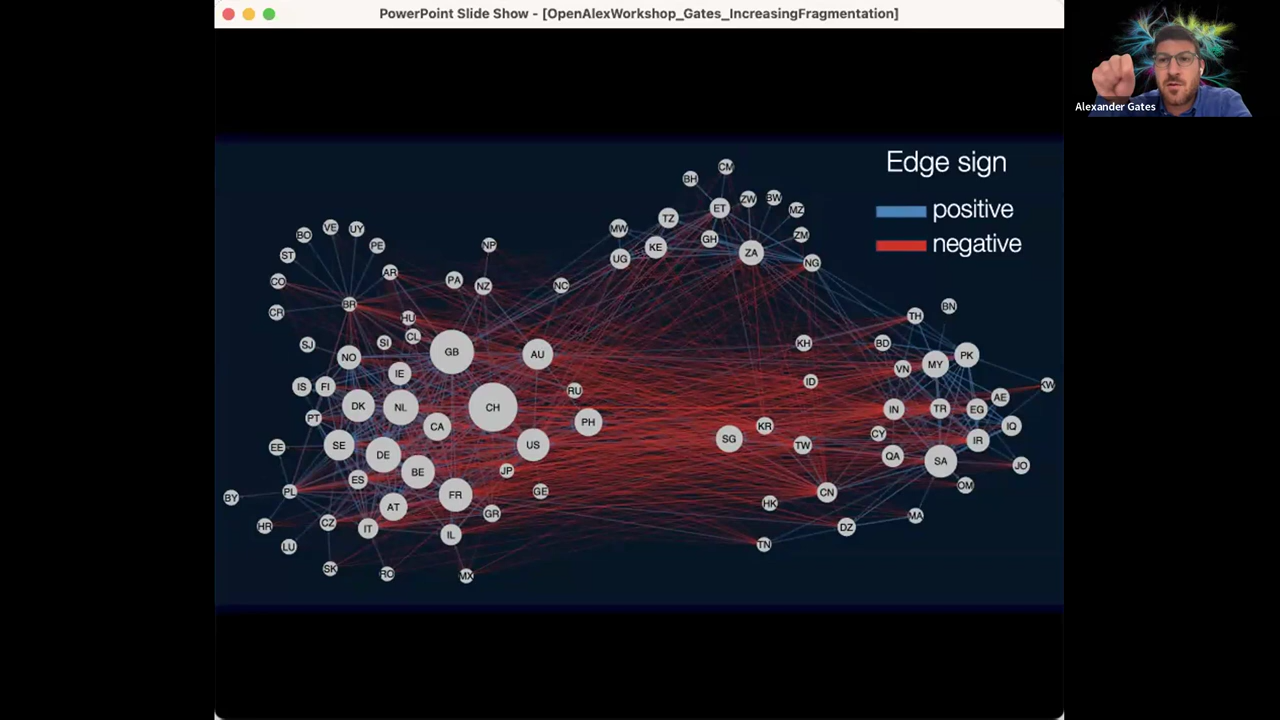 PowerPoint Slide Show - [OpenAlexWorkshop_Gates_IncreasingFragmentation]
Alexander Gates
Edge sign
positive
negative
CM
BH
ZW
BW
ET
MZ
TZ
MW
GH
ZM
KE
ZA
UG
NG
BO
VE
UY
PE
NP
ST
AR
CO
PA
NZ
NC
BR
CR
HU
CL
SJ
SI
GB
AU
NO
IE
RU
IS
FI
DK
NL
CH
PT
CA
PH
EE
SE
DE
US
BE
JP
ES
PL
FR
GE
BY
AT
GR
HR
CZ
IT
IL
LU
SK
RO
MX
BN
TH
KH
BD
PK
VN
MY
ID
KW
AE
IN
TR
EG
KR
IQ
SG
CY
TW
IR
QA
SA
JO
OM
CN
HK
MA
DZ
TN